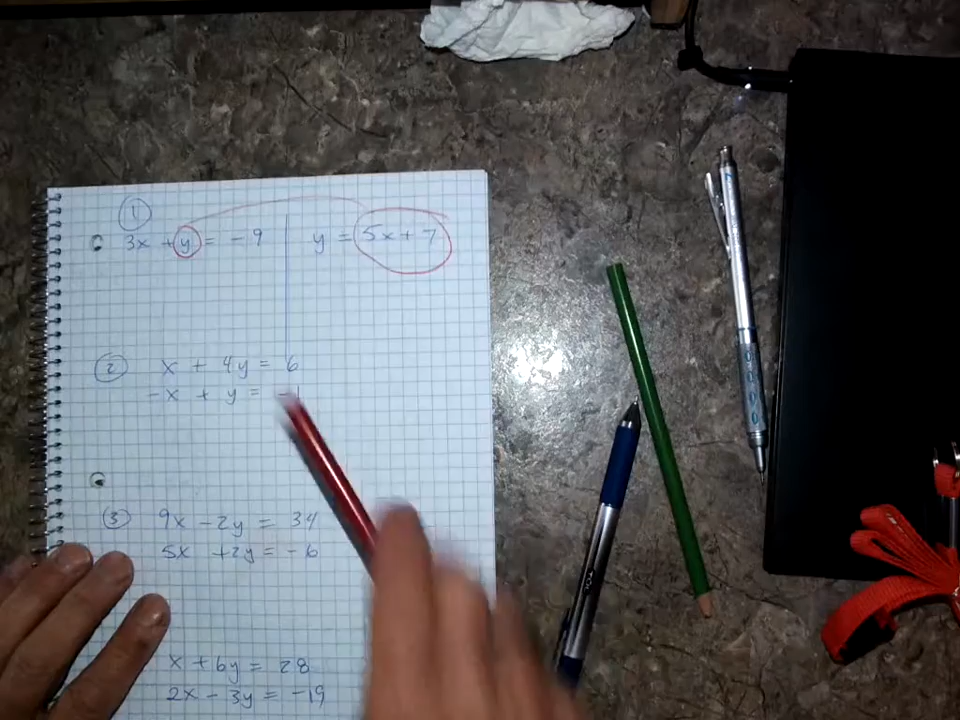 ①
3x + y = -9 y = 5x + 7
② x + 4y = 6
-x + y = -1
③ 9x - 2y = 34
5x + 2y = -6
x + 6y = 28
2x - 3y = -19